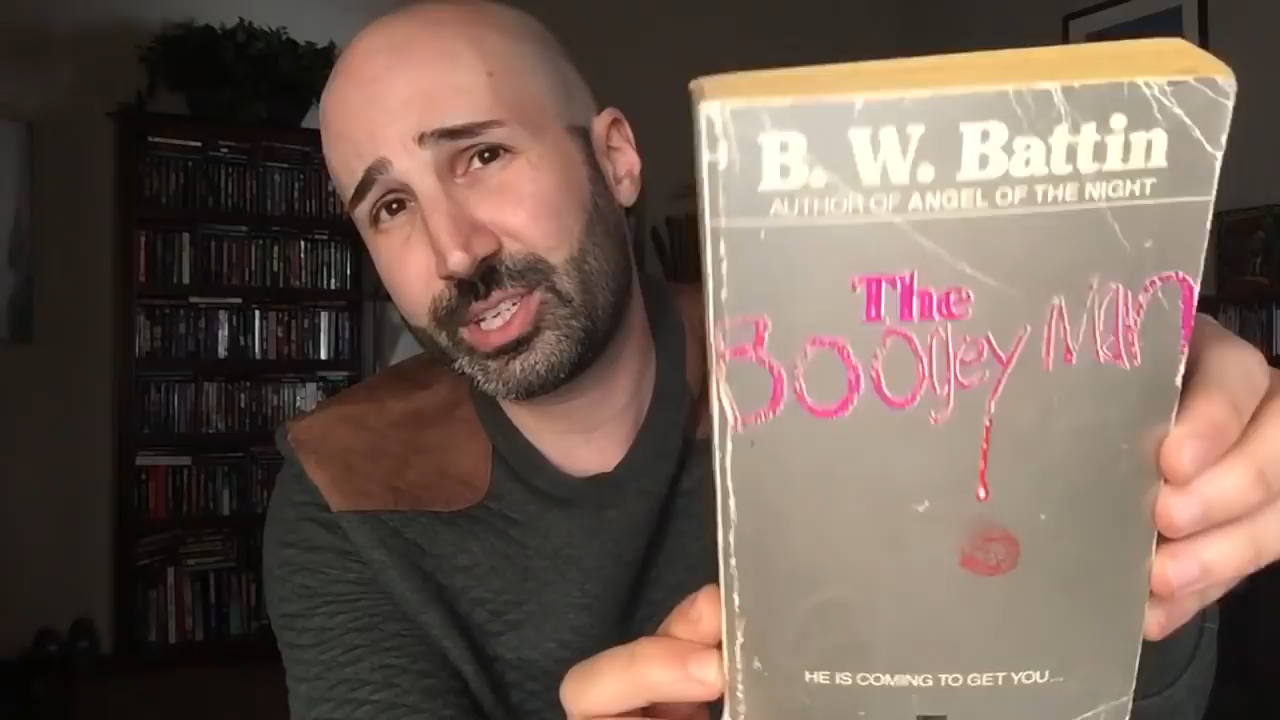 B. W. Battin
AUTHOR OF ANGEL OF THE NIGHT
The
Boogey Man
HE IS COMING TO GET YOU...